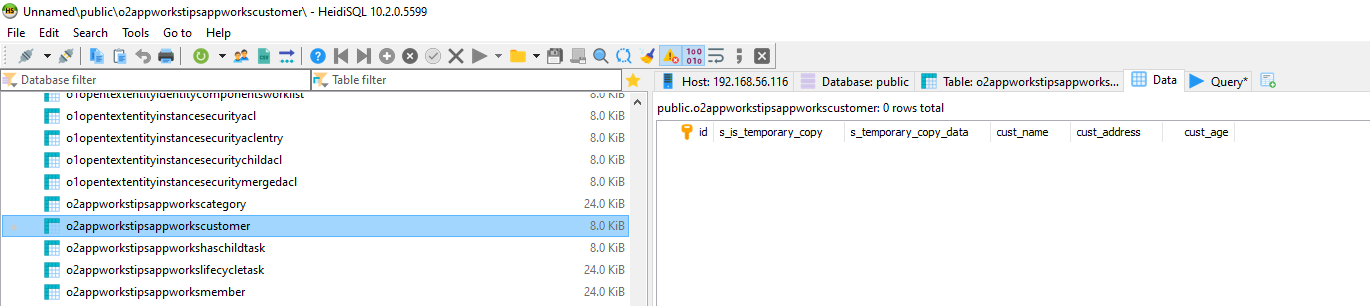 Unnamed\public\o2appworkstipsappworkscustomer\ - HeidiSQL 10.2.0.5599
File Edit Search Tools Go to Help
Database filter Table filter
Host: 192.168.56.116 Database: public Table: o2appworkstipsappworks... Data Query*
o1opentextentityidentitycomponentsworklist 8.0 KiB
o1opentextentityinstancesecurityacl 8.0 KiB
o1opentextentityinstancesecurityaclentry 8.0 KiB
o1opentextentityinstancesecuritychildacl 8.0 KiB
o1opentextentityinstancesecuritymergedacl 8.0 KiB
o2appworkstipsappworkscategory 24.0 KiB
o2appworkstipsappworkscustomer 8.0 KiB
o2appworkstipsappworkshaschildtask 8.0 KiB
o2appworkstipsappworkslifecycletask 24.0 KiB
o2appworkstipsappworksmember 24.0 KiB
public.o2appworkstipsappworkscustomer: 0 rows total
id s_is_temporary_copy s_temporary_copy_data cust_name cust_address cust_age